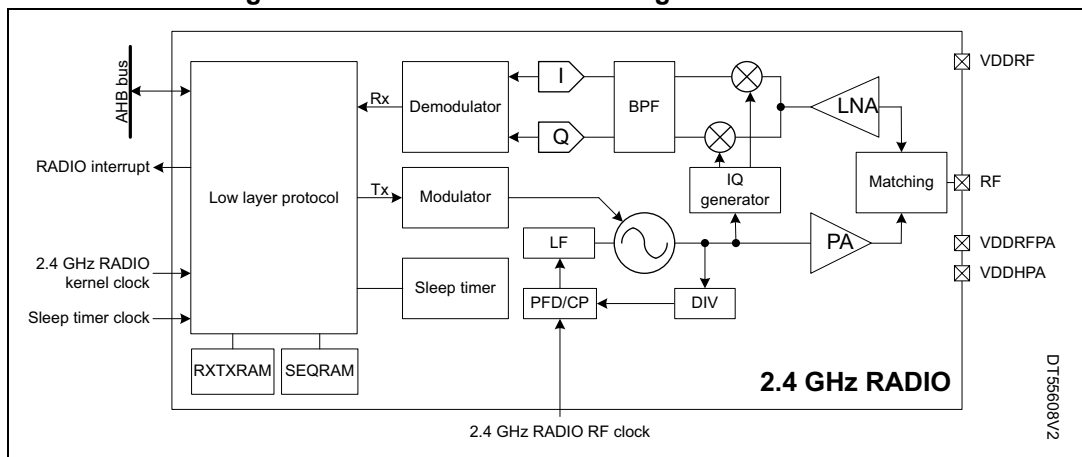 AHB bus
RADIO interrupt
2.4 GHz RADIO
kernel clock
Sleep timer clock
Low layer protocol
Rx
Tx
RXTXRAM
SEQRAM
Demodulator
Modulator
Sleep timer
I
Q
BPF
LNA
IQ
generator
Matching
LF
PA
PFD/CP
DIV
VDDRF
RF
VDDRFPA
VDDHPA
2.4 GHz RADIO
2.4 GHz RADIO RF clock
DT55608V2